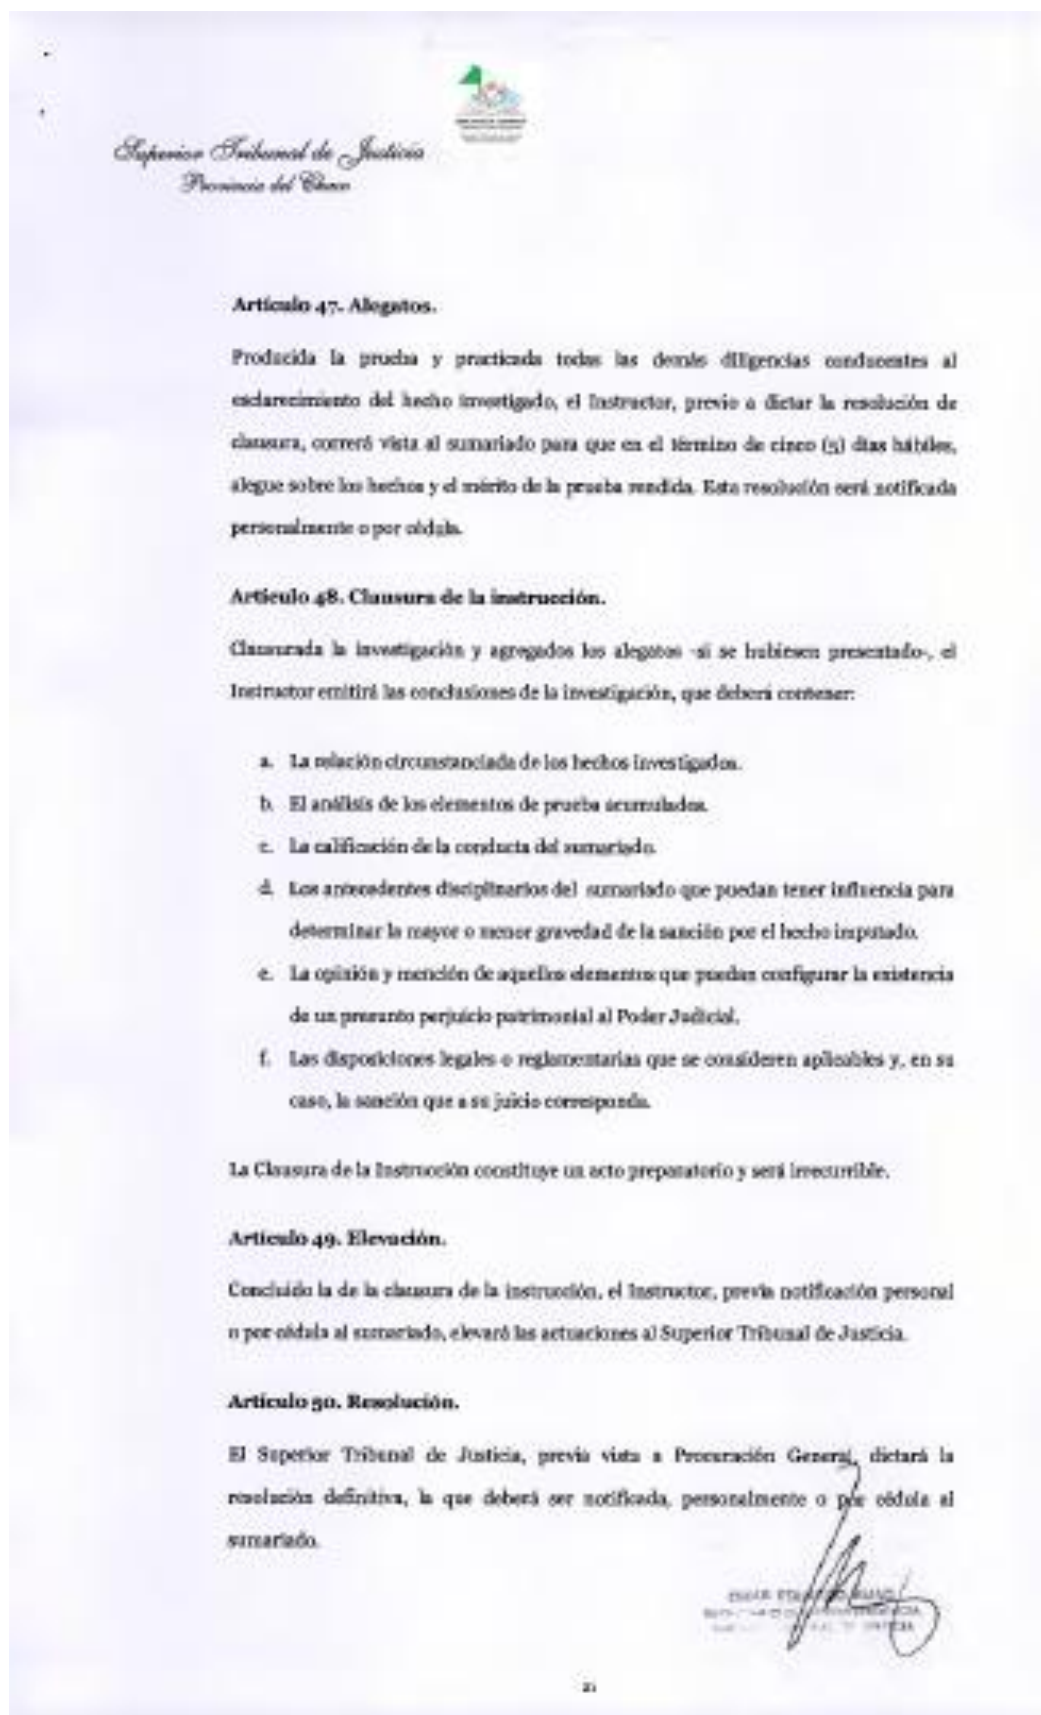 Superior Tribunal de Justicia
Provincia del Chaco
Artículo 47. Alegatos.
Producida la prueba y practicada todas las demás diligencias conducentes al
esclarecimiento del hecho investigado, el Instructor, previo a dictar la resolución de
clausura, correrá vista al sumariado para que en el término de cinco (5) días hábiles,
alegue sobre los hechos y el mérito de la prueba rendida. Esta resolución será notificada
personalmente o por cédula.
Artículo 48. Clausura de la instrucción.
Clausurada la investigación y agregados los alegatos -si se hubiesen presentado-, el
Instructor emitirá las conclusiones de la investigación, que deberá contener:
a. La relación circunstanciada de los hechos investigados.
b. El análisis de los elementos de prueba acumulados.
c. La calificación de la conducta del sumariado.
d. Los antecedentes disciplinarios del sumariado que puedan tener influencia para
determinar la mayor o menor gravedad de la sanción por el hecho imputado.
e. La opinión y mención de aquellos elementos que puedan configurar la existencia
de un presunto perjuicio patrimonial al Poder Judicial.
f. Las disposiciones legales o reglamentarias que se consideren aplicables y, en su
caso, la sanción que a su juicio corresponda.
La Clausura de la Instrucción constituye un acto preparatorio y será irrecurrible.
Artículo 49. Elevación.
Concluido la de la clausura de la instrucción, el Instructor, previa notificación personal
o por cédula al sumariado, elevará las actuaciones al Superior Tribunal de Justicia.
Artículo 50. Resolución.
El Superior Tribunal de Justicia, previa vista a Procuración General, dictará la
resolución definitiva, la que deberá ser notificada, personalmente o por cédula al
sumariado.
21